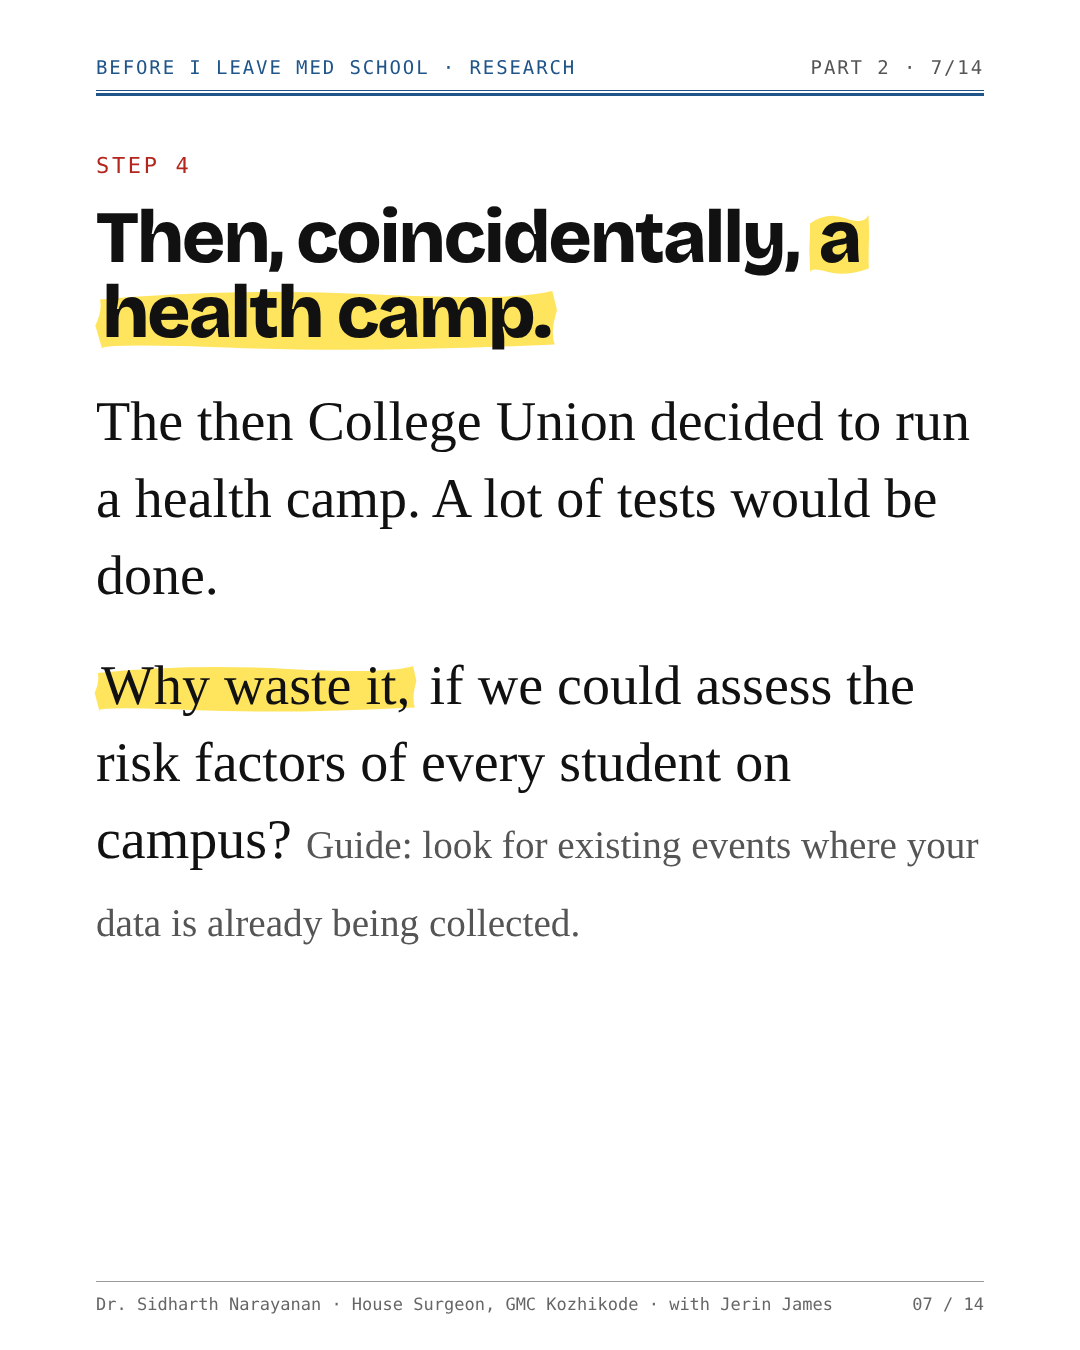 BEFORE I LEAVE MED SCHOOL · RESEARCH
PART 2 · 7/14
STEP 4
Then, coincidentally, a
health camp.
The then College Union decided to run
a health camp. A lot of tests would be
done.
Why waste it, if we could assess the
risk factors of every student on
campus? Guide: look for existing events where your
data is already being collected.
Dr. Sidharth Narayanan · House Surgeon, GMC Kozhikode · with Jerin James
07 / 14